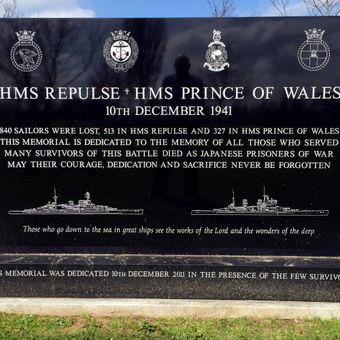 HMS REPULSE + HMS PRINCE OF WALES
10TH DECEMBER 1941
840 SAILORS WERE LOST, 513 IN HMS REPULSE AND 327 IN HMS PRINCE OF WALES
THIS MEMORIAL IS DEDICATED TO THE MEMORY OF ALL THOSE WHO SERVED
MANY SURVIVORS OF THIS BATTLE DIED AS JAPANESE PRISONERS OF WAR
MAY THEIR COURAGE, DEDICATION AND SACRIFICE NEVER BE FORGOTTEN
Those who go down to the sea in great ships see the works of the Lord and the wonders of the deep
S MEMORIAL WAS DEDICATED 10TH DECEMBER 2011 IN THE PRESENCE OF THE FEW SURVIVO